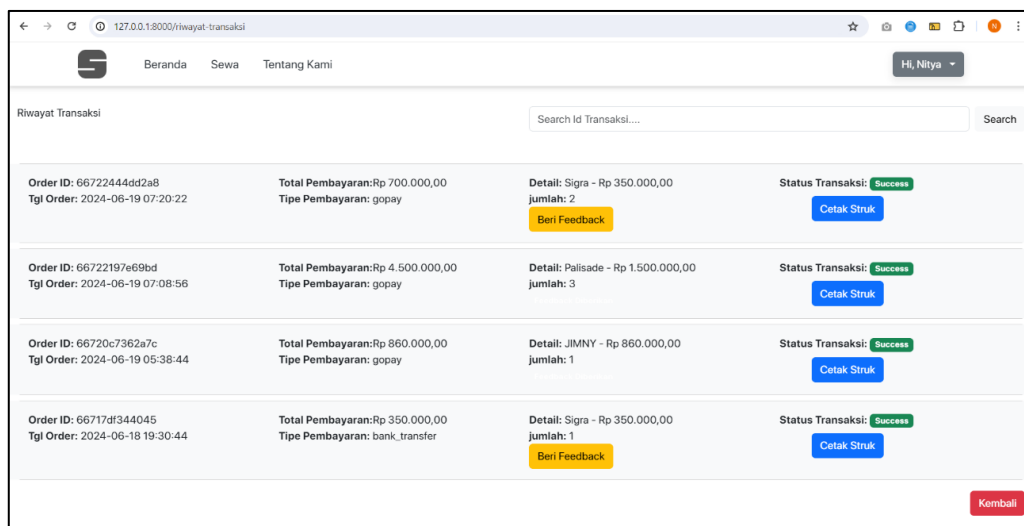 127.0.0.1:8000/riwayat-transaksi
N
Beranda Sewa Tentang Kami Hi, Nitya
Riwayat Transaksi Search Id Transaksi.... Search
Order ID: 66722444dd2a8 Total Pembayaran:Rp 700.000,00 Detail: Sigra - Rp 350.000,00 Status Transaksi: Success
Tgl Order: 2024-06-19 07:20:22 Tipe Pembayaran: gopay jumlah: 2 Cetak Struk
Beri Feedback
Order ID: 66722197e69bd Total Pembayaran:Rp 4.500.000,00 Detail: Palisade - Rp 1.500.000,00 Status Transaksi: Success
Tgl Order: 2024-06-19 07:08:56 Tipe Pembayaran: gopay jumlah: 3 Cetak Struk
Order ID: 66720c7362a7c Total Pembayaran:Rp 860.000,00 Detail: JIMNY - Rp 860.000,00 Status Transaksi: Success
Tgl Order: 2024-06-19 05:38:44 Tipe Pembayaran: gopay jumlah: 1 Cetak Struk
Order ID: 66717df344045 Total Pembayaran:Rp 350.000,00 Detail: Sigra - Rp 350.000,00 Status Transaksi: Success
Tgl Order: 2024-06-18 19:30:44 Tipe Pembayaran: bank_transfer jumlah: 1 Cetak Struk
Beri Feedback
Kembali